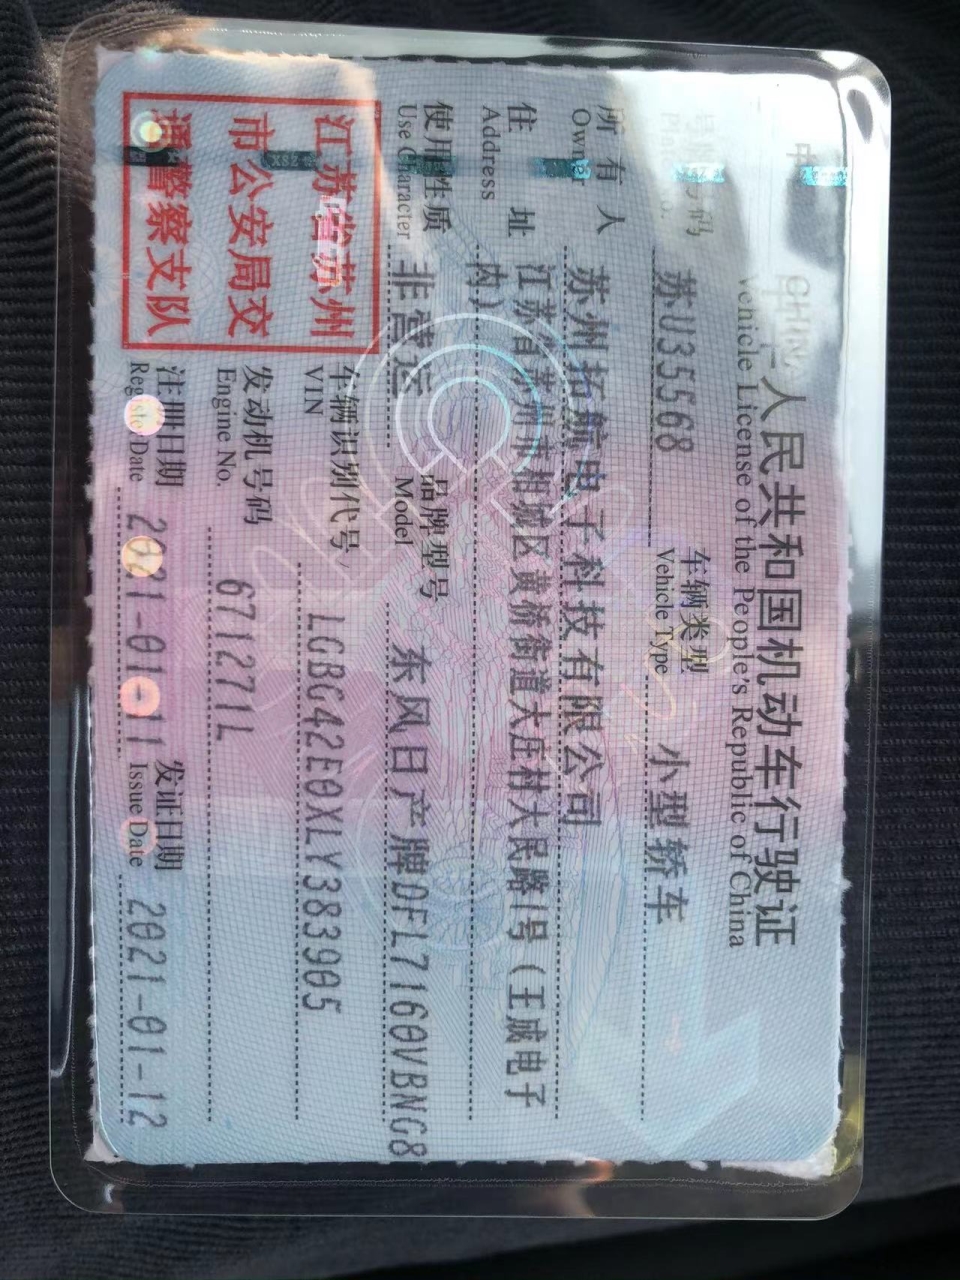 中华人民共和国机动车行驶证
Vehicle License of the People's Republic of China
号牌号码 苏U35568 车辆类型 小型轿车
Plate No. Vehicle Type
所有人 苏州拓航电子科技有限公司
Owner
住址 江苏省苏州市相城区黄桥街道大庄村大民路1号（王成电子
Address 内）
使用性质 非营运 品牌型号 东风日产牌DFL7160VBNG8
Use Character Model
江苏省苏州
市公安局交
通警察支队
车辆识别代号 LGBG42E0XLY383905
VIN
发动机号码 671271L
Engine No.
注册日期 2021-01-11 发证日期 2021-01-12
Register Date Issue Date